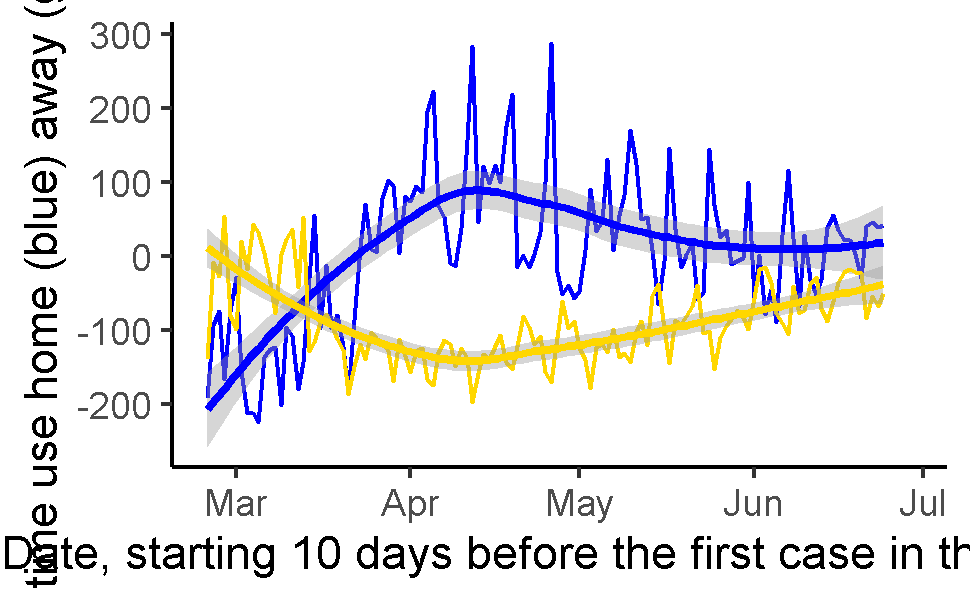 time use home (blue) away (
300
200
100
0
-100
-200
Mar Apr May Jun Jul
Date, starting 10 days before the first case in th